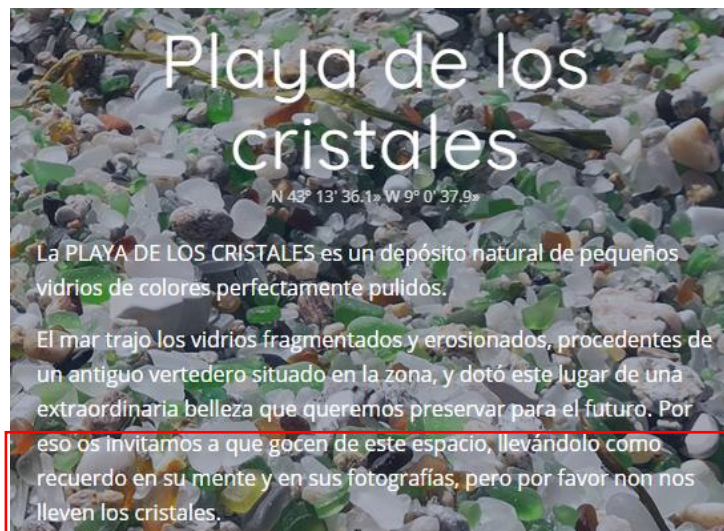 Playa de los
cristales
N 43º 13' 36.1» W 9º 0' 37.9»
La PLAYA DE LOS CRISTALES es un depósito natural de pequeños
vidrios de colores perfectamente pulidos.
El mar trajo los vidrios fragmentados y erosionados, procedentes de
un antiguo vertedero situado en la zona, y dotó este lugar de una
extraordinaria belleza que queremos preservar para el futuro. Por
eso os invitamos a que gocen de este espacio, llevándolo como
recuerdo en su mente y en sus fotografías, pero por favor non nos
lleven los cristales.